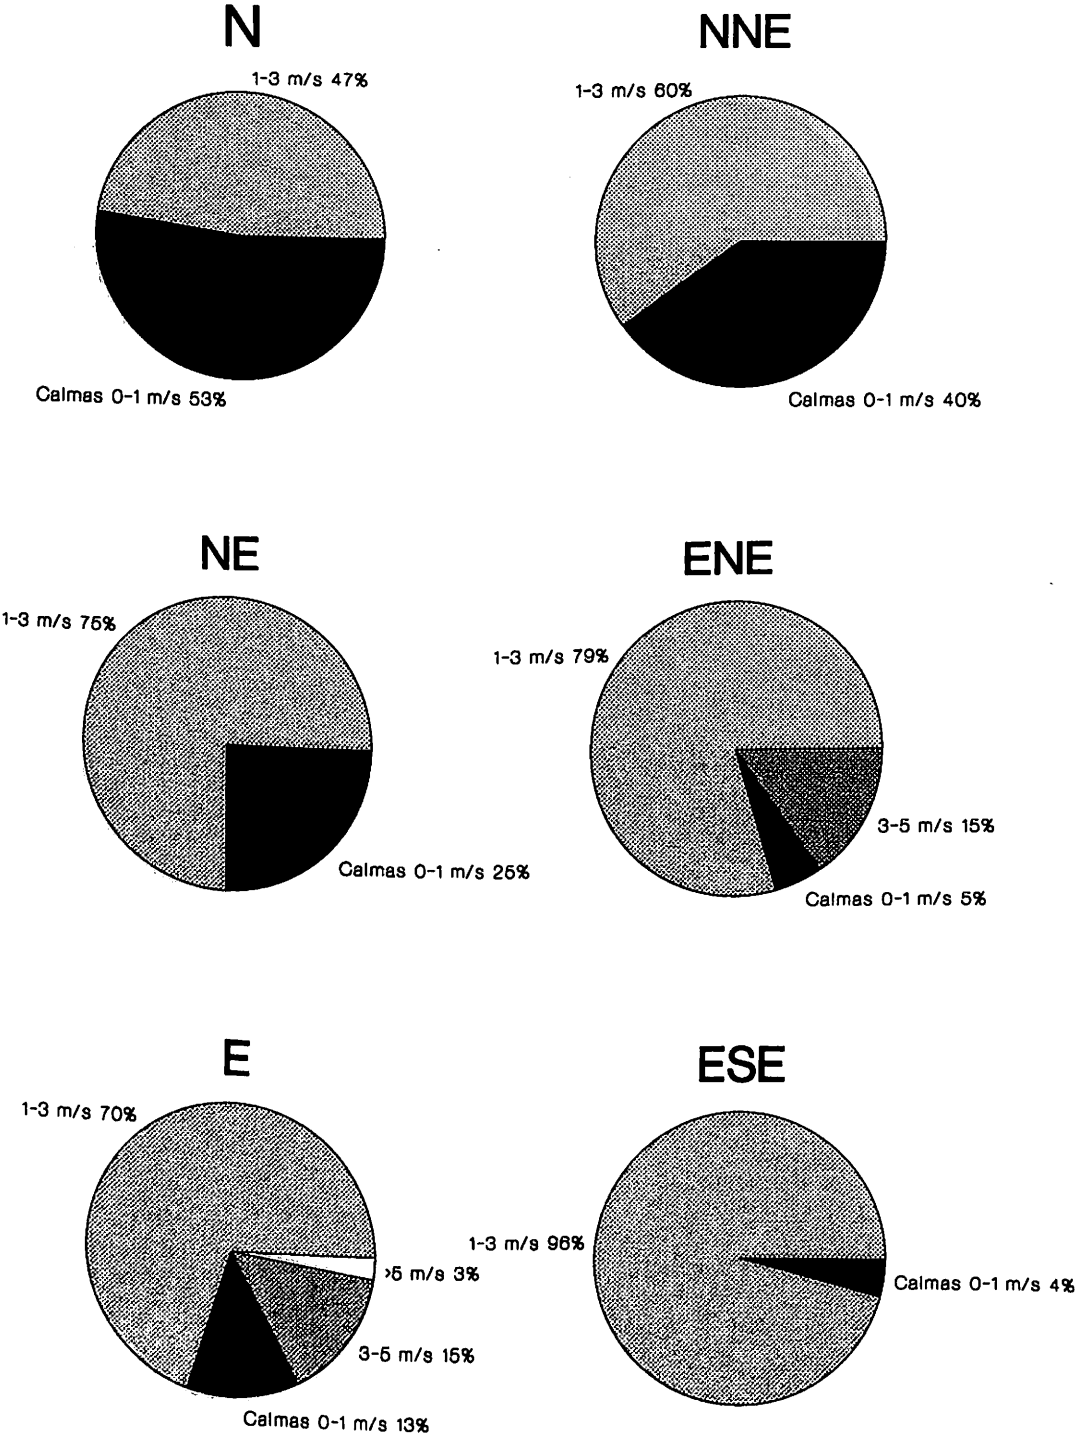 N
1-3 m/s 47%
Calmas 0-1 m/s 53%
NNE
1-3 m/s 60%
Calmas 0-1 m/s 40%
NE
1-3 m/s 75%
Calmas 0-1 m/s 25%
ENE
1-3 m/s 79%
3-5 m/s 15%
Calmas 0-1 m/s 5%
E
1-3 m/s 70%
>5 m/s 3%
3-5 m/s 15%
Calmas 0-1 m/s 13%
ESE
1-3 m/s 96%
Calmas 0-1 m/s 4%